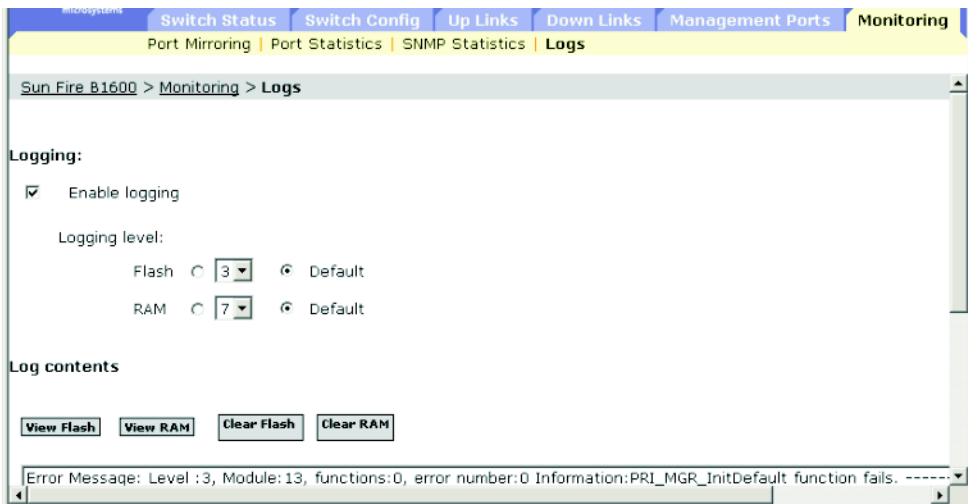 microsystems
Switch Status Switch Config Up Links Down Links Management Ports Monitoring
Port Mirroring | Port Statistics | SNMP Statistics | Logs
Sun Fire B1600 > Monitoring > Logs
Logging:
Enable logging
Logging level:
Flash 3 Default
RAM 7 Default
Log contents
View Flash View RAM Clear Flash Clear RAM
Error Message: Level :3, Module:13, functions:0, error number:0 Information:PRI_MGR_InitDefault function fails. ------